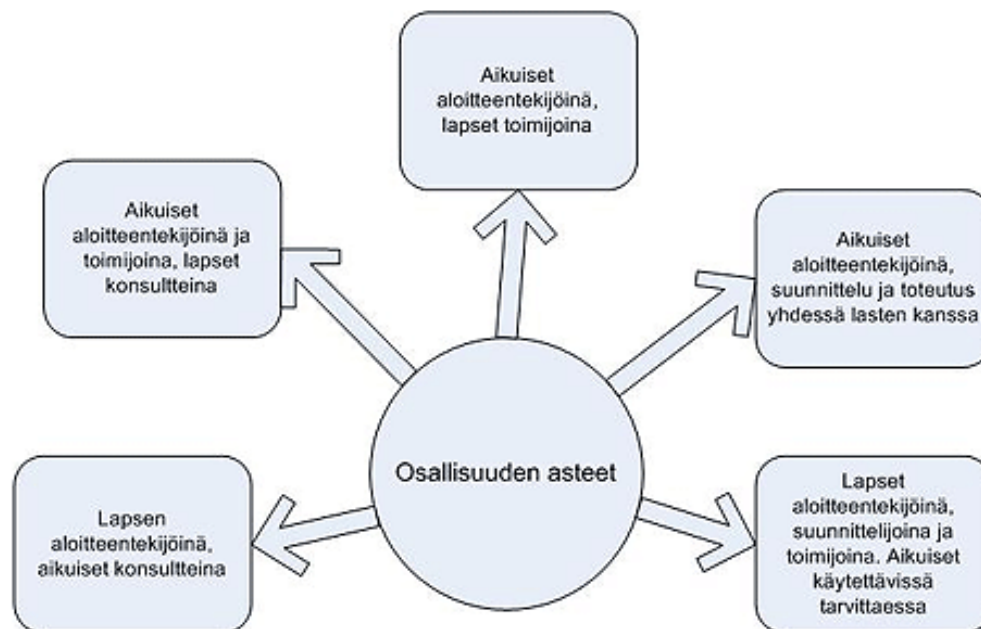 Aikuiset
aloitteentekijöinä,
lapset toimijoina
Aikuiset
aloitteentekijöinä ja
toimijoina, lapset
konsultteina
Aikuiset
aloitteentekijöinä,
suunnittelu ja toteutus
yhdessä lasten kanssa
Osallisuuden asteet
Lapsen
aloitteentekijöinä,
aikuiset konsultteina
Lapset
aloitteentekijöinä,
suunnittelijoina ja
toimijoina. Aikuiset
käytettävissä
tarvittaessa